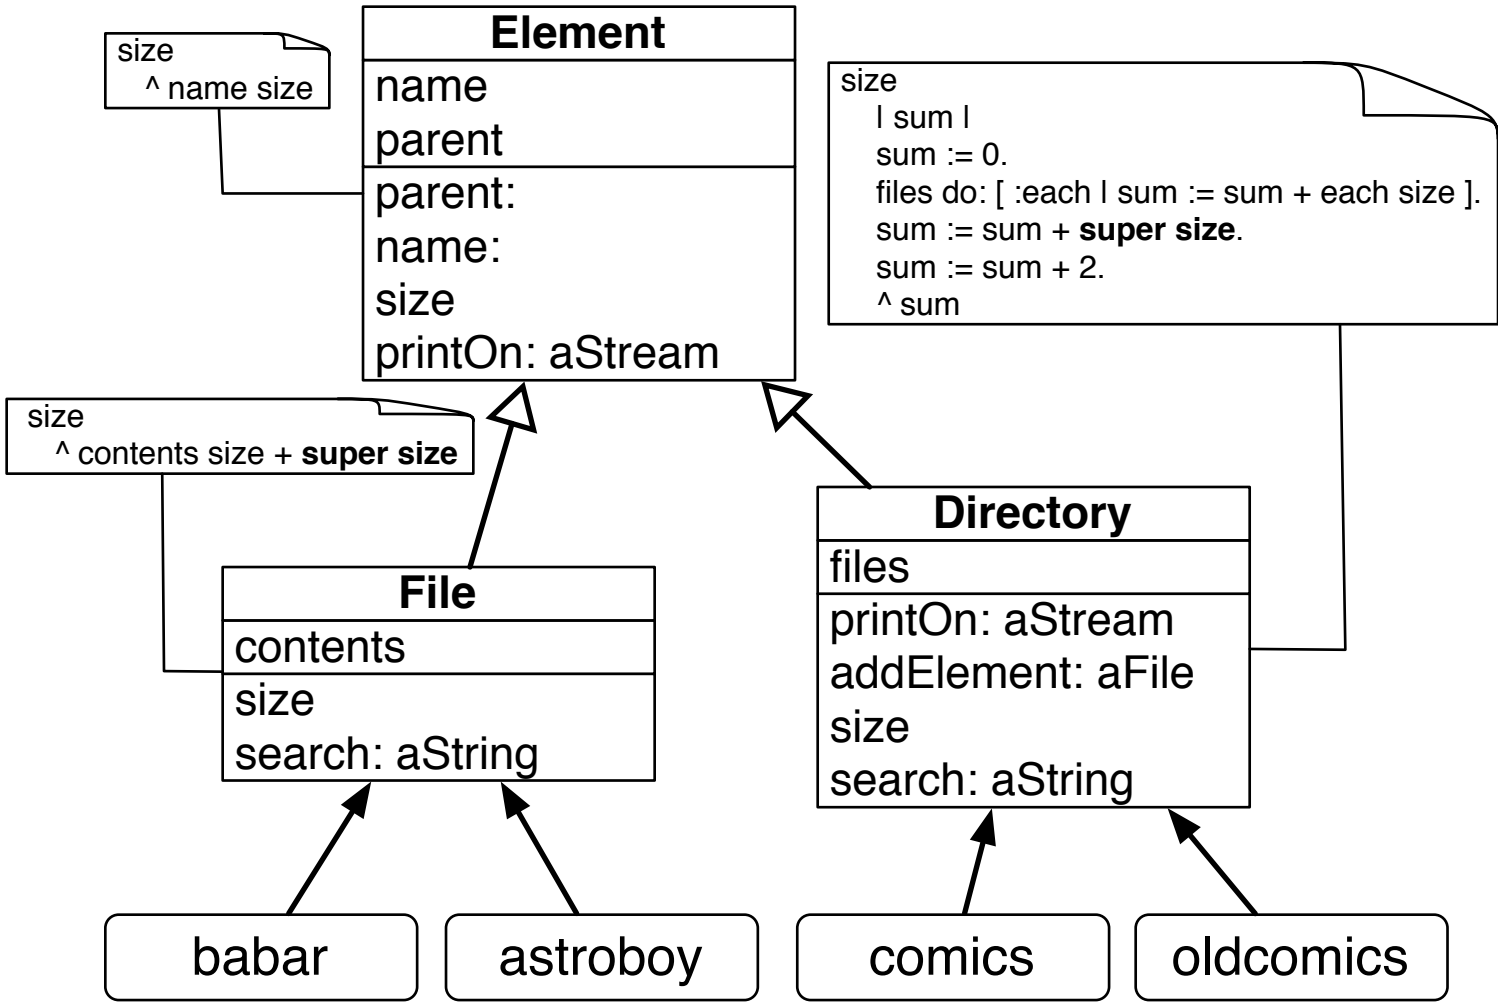 Element
name
parent
parent:
name:
size
printOn: aStream
size
^ name size
size
| sum |
sum := 0.
files do: [ :each | sum := sum + each size ].
sum := sum + super size.
sum := sum + 2.
^ sum
size
^ contents size + super size
File
contents
size
search: aString
Directory
files
printOn: aStream
addElement: aFile
size
search: aString
babar
astroboy
comics
oldcomics